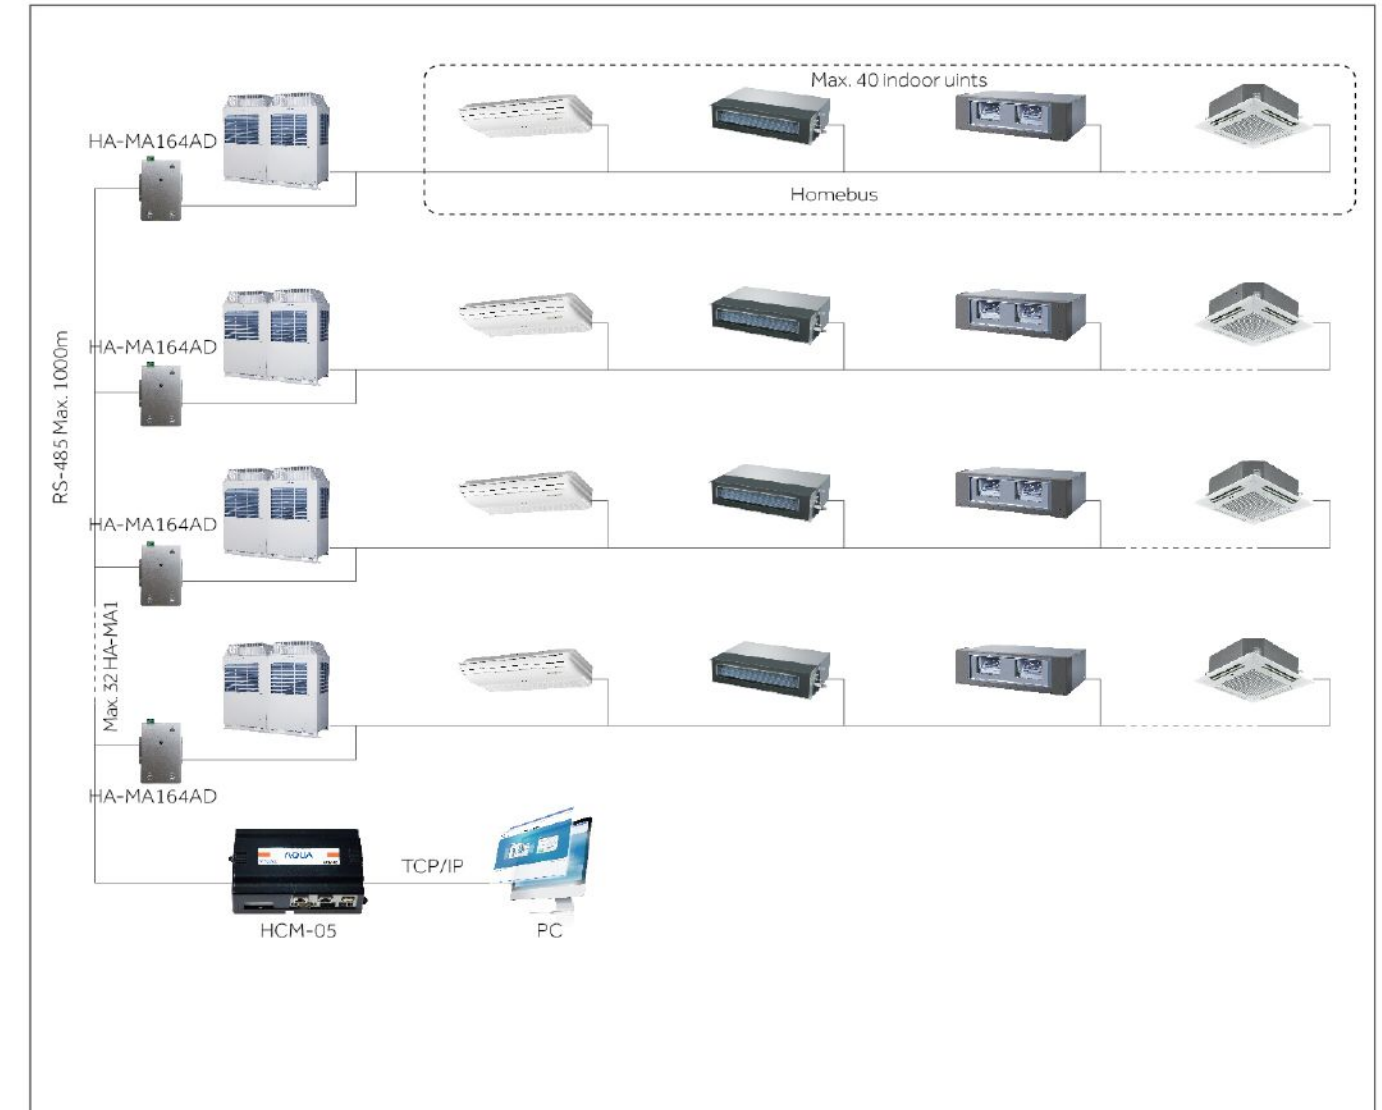 Max. 40 indoor uints
HA-MA164AD
Homebus
HA-MA164AD
RS-485 Max. 1000m
HA-MA164AD
Max. 32 HA-MA1
HA-MA164AD
AQUA
TCP/IP
HCM-05
PC